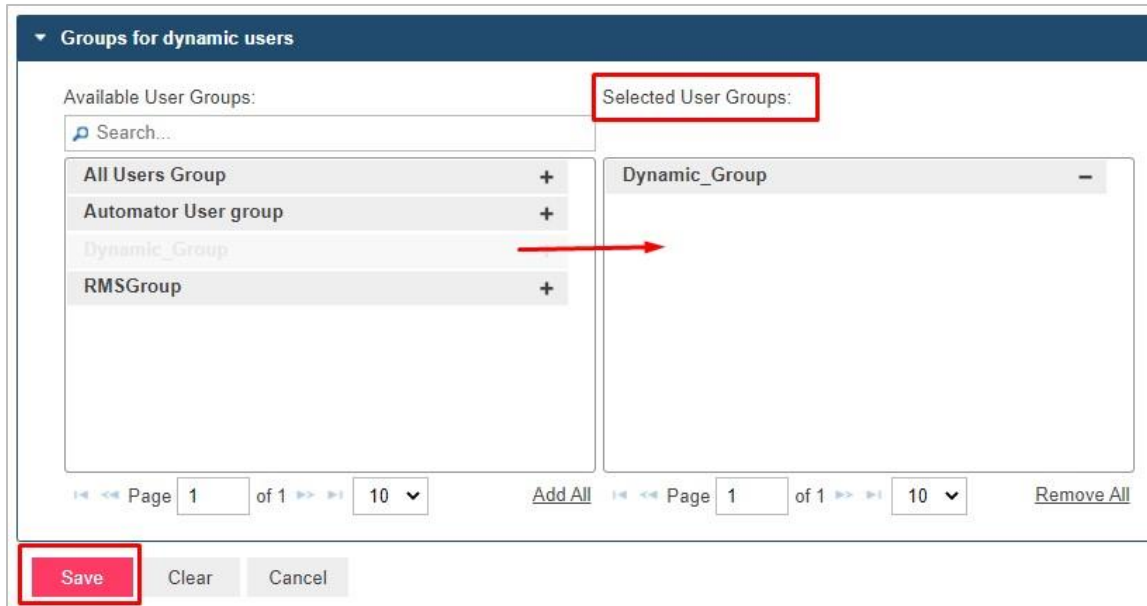 Groups for dynamic users
Available User Groups:
Selected User Groups:
Search...
All Users Group
Dynamic_Group
Automator User group
Dynamic_Group
RMSGroup
Page 1 of 1 10 Add All
Page 1 of 1 10 Remove All
Save Clear Cancel